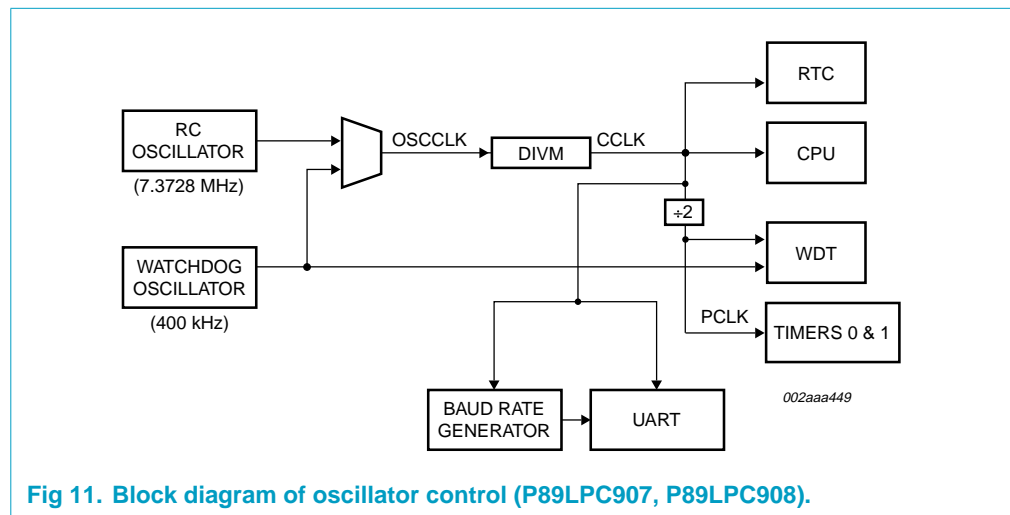 RTC
RC
OSCILLATOR
(7.3728 MHz)
OSCCLK
DIVM
CCLK
CPU
÷2
WATCHDOG
OSCILLATOR
(400 kHz)
WDT
PCLK
TIMERS 0 & 1
BAUD RATE
GENERATOR
UART
002aaa449
Fig 11. Block diagram of oscillator control (P89LPC907, P89LPC908).